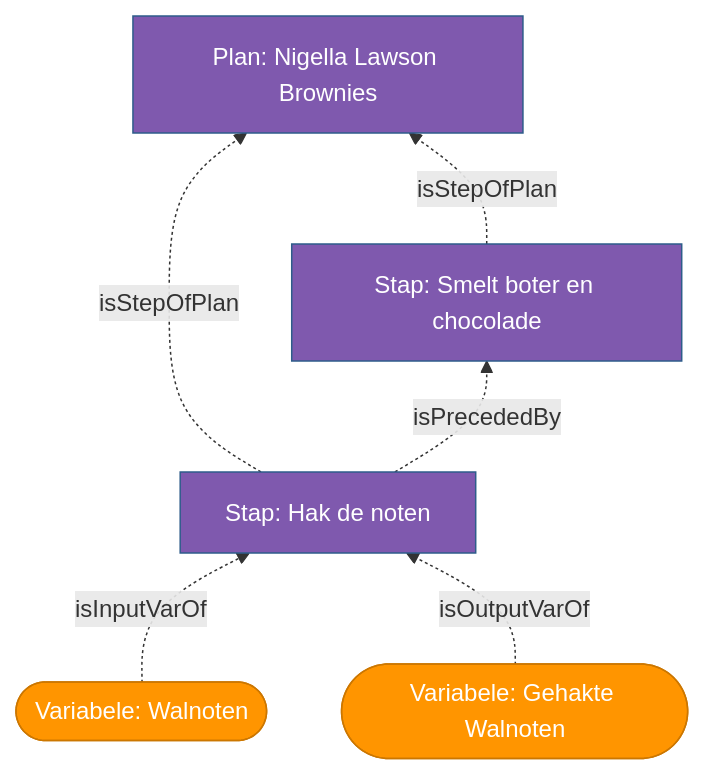 Plan: Nigella Lawson
Brownies
isStepOfPlan
Stap: Smelt boter en
chocolade
isStepOfPlan
isPrecededBy
Stap: Hak de noten
isInputVarOf
isOutputVarOf
Variabele: Walnoten
Variabele: Gehakte
Walnoten